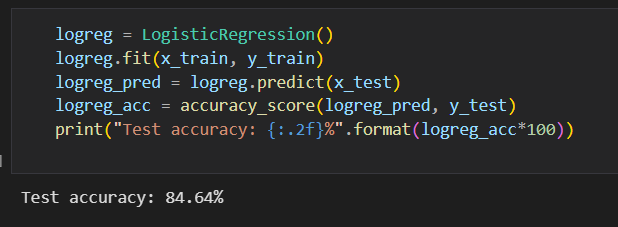 logreg = LogisticRegression()
logreg.fit(x_train, y_train)
logreg_pred = logreg.predict(x_test)
logreg_acc = accuracy_score(logreg_pred, y_test)
print("Test accuracy: {:.2f}%".format(logreg_acc*100))
Test accuracy: 84.64%